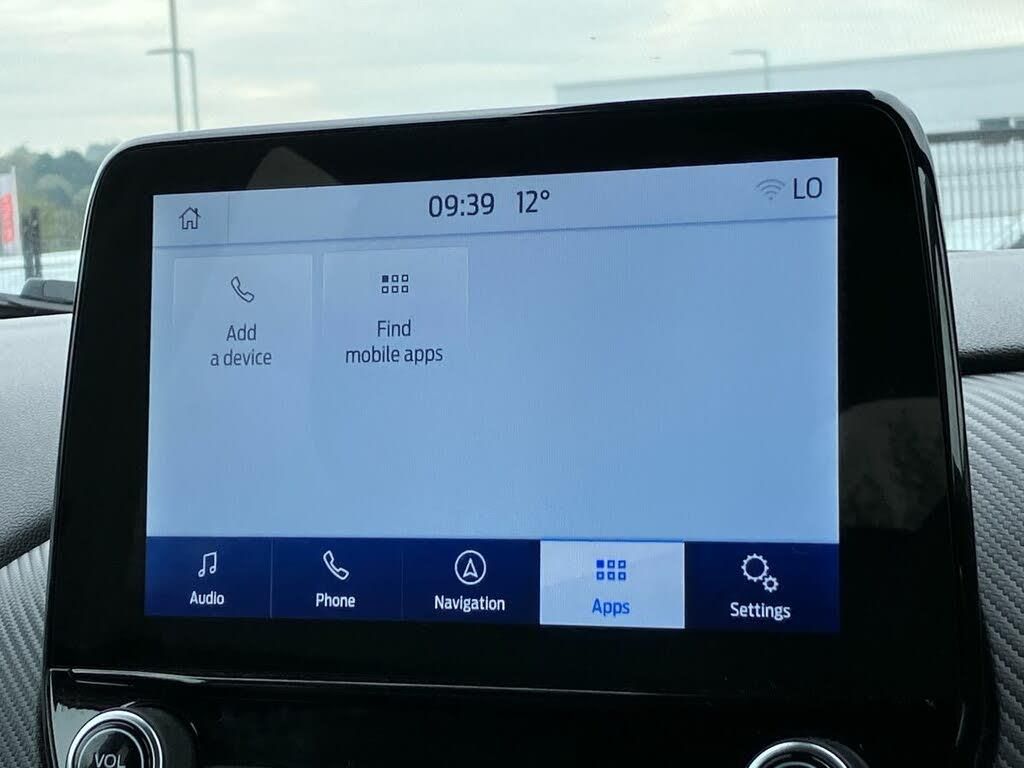 09:39 12° LO
Add
a device
Find
mobile apps
Audio
Phone
Navigation
Apps
Settings
VOL